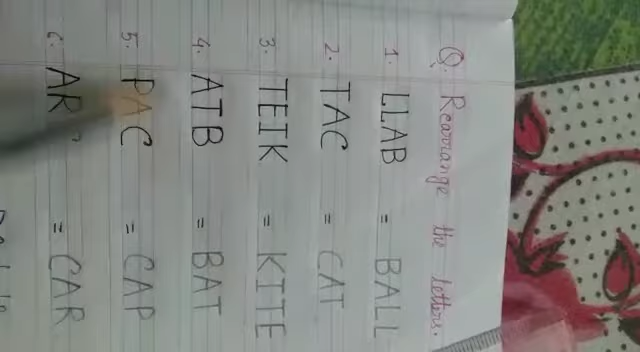 Q. Rearrange the letters.
1. LLAB = BALL
2. TAC = CAT
3. TEIK = KITE
4. ATB = BAT
5. PAC = CAP
6. = CAR